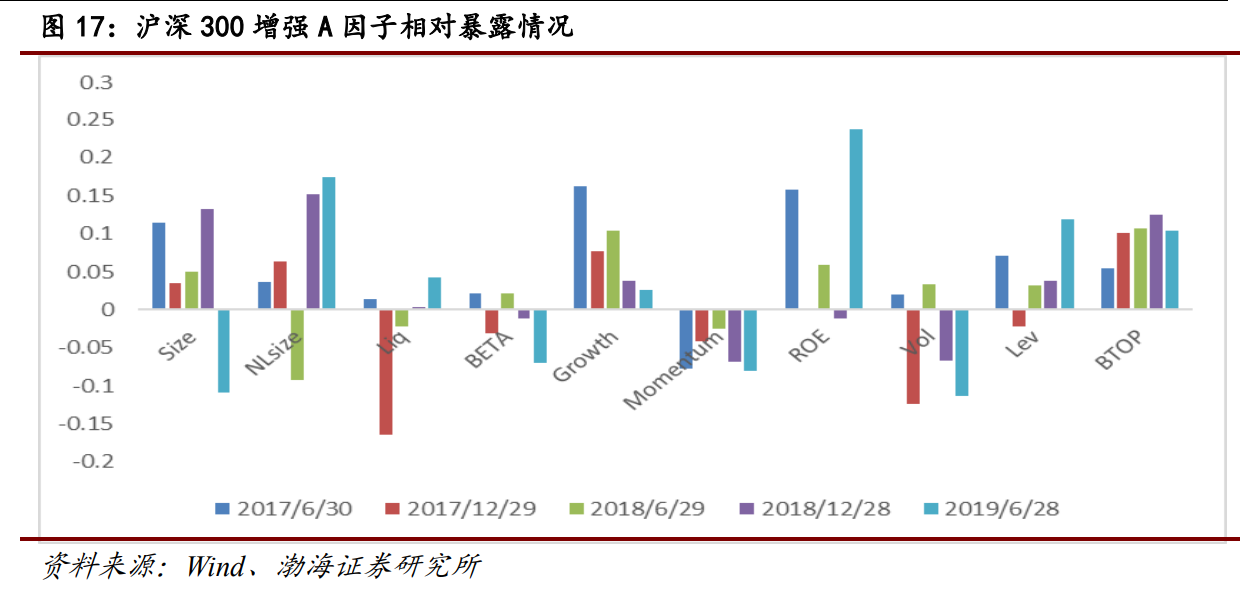 图 17：沪深 300 增强 A 因子相对暴露情况
0.3
0.25
0.2
0.15
0.1
0.05
0
-0.05
-0.1
-0.15
-0.2
Size NLsize Liq BETA Growth Momentum ROE Vol Lev BTOP
2017/6/30 2017/12/29 2018/6/29 2018/12/28 2019/6/28
资料来源：Wind、渤海证券研究所